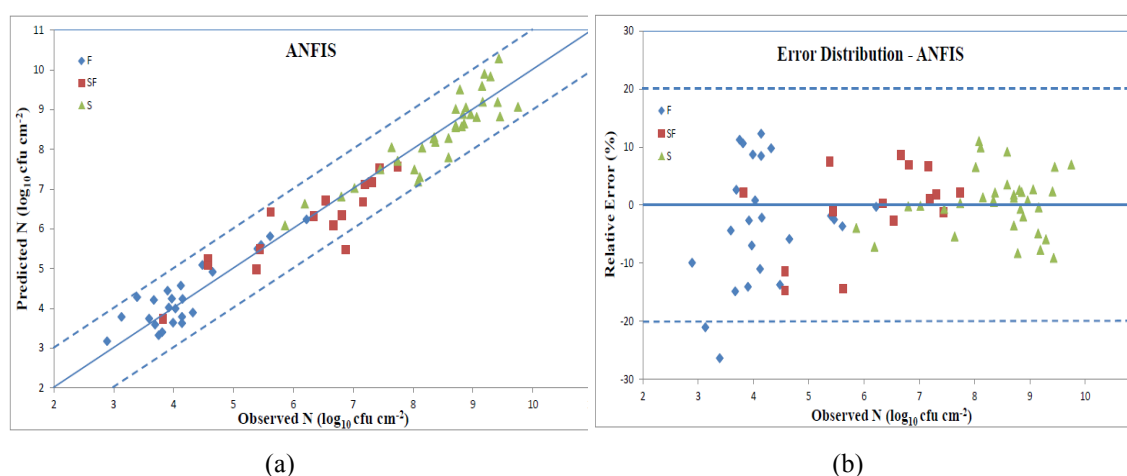 ANFIS
F
SF
S
Predicted N (log10 cfu cm-2)
11
10
9
8
7
6
5
4
3
2
2 3 4 5 6 7 8 9 10
Observed N (log10 cfu cm-2)
(a)
Error Distribution - ANFIS
F
SF
S
Relative Error (%)
30
20
10
0
-10
-20
-30
2 3 4 5 6 7 8 9 10
Observed N (log10 cfu cm-2)
(b)